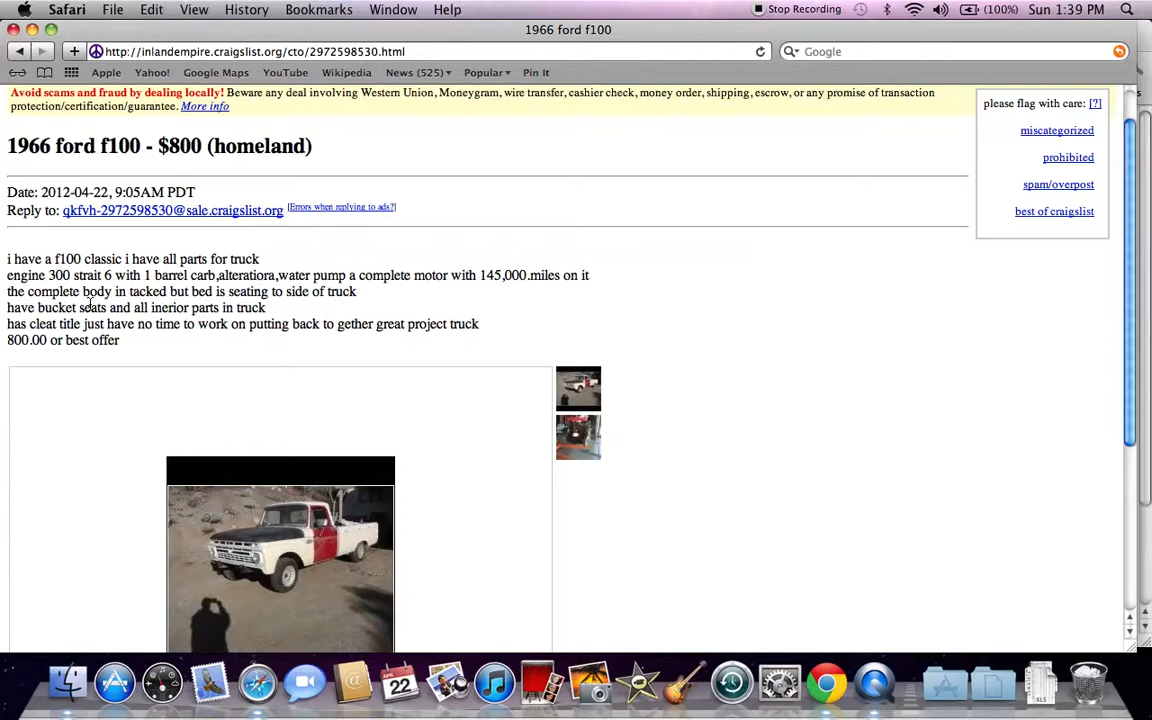 Safari File Edit View History Bookmarks Window Help Stop Recording (100%) Sun 1:39 PM
1966 ford f100
http://inlandempire.craigslist.org/cto/2972598530.html Google
Apple Yahoo! Google Maps YouTube Wikipedia News (525) Popular Pin It
Avoid scams and fraud by dealing locally! Beware any deal involving Western Union, Moneygram, wire transfer, cashier check, money order, shipping, escrow, or any promise of transaction
protection/certification/guarantee. More info
please flag with care: [?]
miscategorized
prohibited
spam/overpost
best of craigslist
1966 ford f100 - $800 (homeland)
Date: 2012-04-22, 9:05AM PDT
Reply to: qkfvh-2972598530@sale.craigslist.org [Errors when replying to ads?]
i have a f100 classic i have all parts for truck
engine 300 strait 6 with 1 barrel carb,alteratiora,water pump a complete motor with 145,000.miles on it
the complete body in tacked but bed is seating to side of truck
have bucket seats and all inerior parts in truck
has cleat title just have no time to work on putting back to gether great project truck
800.00 or best offer
APR
22
XLS